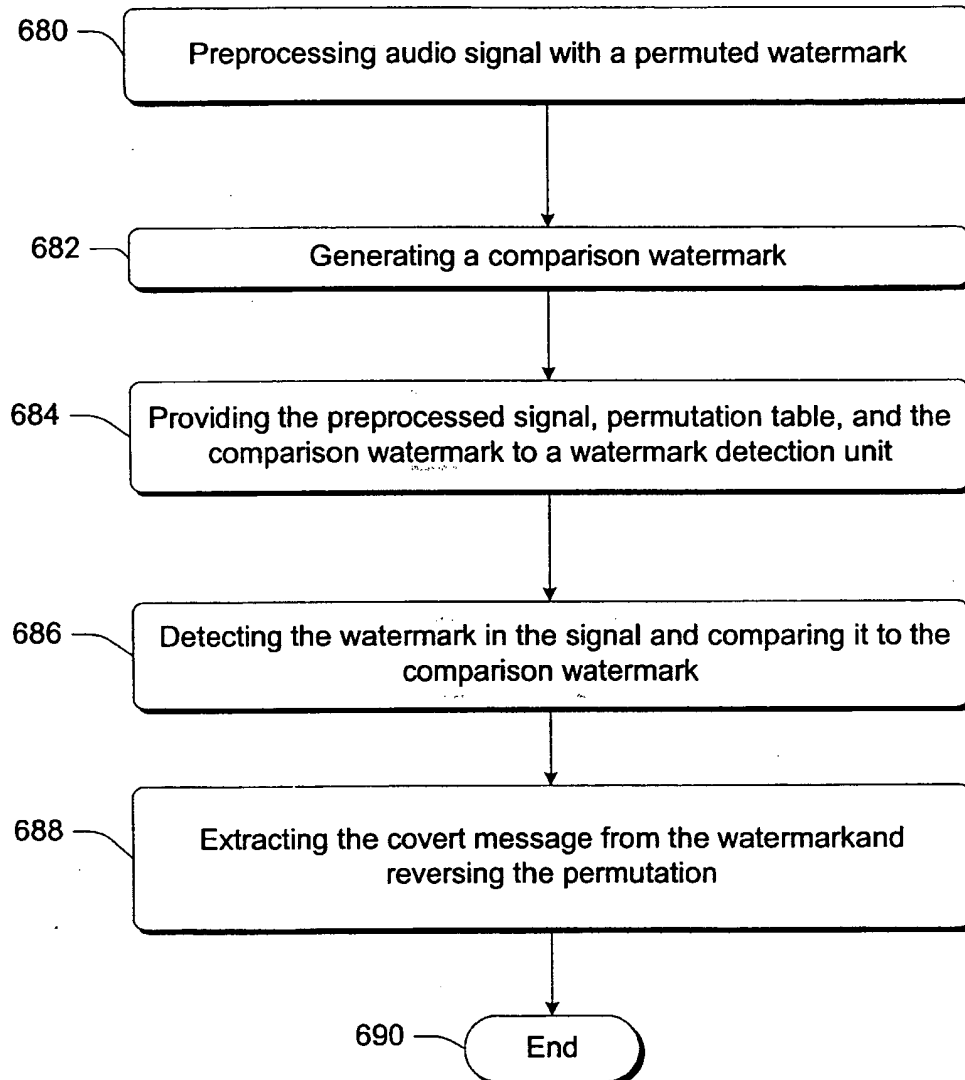 680
Preprocessing audio signal with a permuted watermark
682
Generating a comparison watermark
684
Providing the preprocessed signal, permutation table, and the
comparison watermark to a watermark detection unit
686
Detecting the watermark in the signal and comparing it to the
comparison watermark
688
Extracting the covert message from the watermarkand
reversing the permutation
690
End